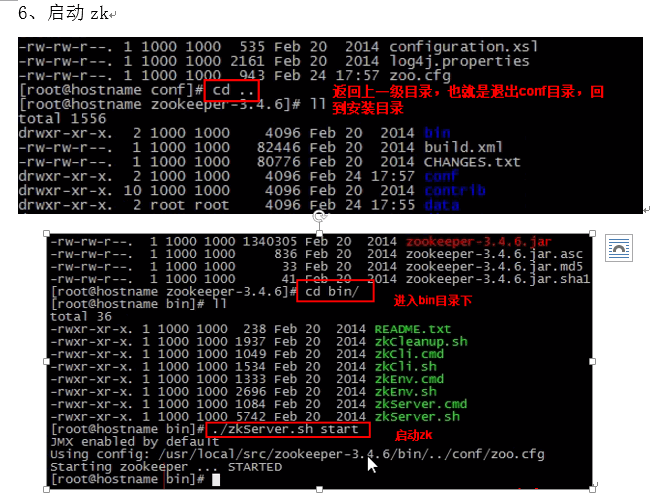 6、启动 zk
-rw-rw-r--. 1 1000 1000   535 Feb 20  2014 configuration.xsl
-rw-rw-r--. 1 1000 1000  2161 Feb 20  2014 log4j.properties
-rw-rw-r--. 1 1000 1000   943 Feb 24 17:57 zoo.cfg
[root@hostname conf]# cd .. 返回上一级目录，也就是退出conf目录，回
到安装目录
[root@hostname zookeeper-3.4.6]# ll
total 1556
drwxr-xr-x.  2 1000 1000    4096 Feb 20  2014 bin
-rw-rw-r--.  1 1000 1000   82446 Feb 20  2014 build.xml
-rw-rw-r--.  1 1000 1000   80776 Feb 20  2014 CHANGES.txt
drwxr-xr-x.  2 1000 1000    4096 Feb 24 17:57 conf
drwxr-xr-x. 10 1000 1000    4096 Feb 20  2014 contrib
drwxr-xr-x.  2 root root    4096 Feb 24 17:55 data
-rw-rw-r--.  1 1000 1000 1340305 Feb 20  2014 zookeeper-3.4.6.jar
-rw-rw-r--.  1 1000 1000     836 Feb 20  2014 zookeeper-3.4.6.jar.asc
-rw-rw-r--.  1 1000 1000      33 Feb 20  2014 zookeeper-3.4.6.jar.md5
-rw-rw-r--.  1 1000 1000      41 Feb 20  2014 zookeeper-3.4.6.jar.sha1
[root@hostname zookeeper-3.4.6]# cd bin/ 进入bin目录下
[root@hostname bin]# ll
total 36
-rwxr-xr-x. 1 1000 1000  238 Feb 20  2014 README.txt
-rwxr-xr-x. 1 1000 1000 1937 Feb 20  2014 zkCleanup.sh
-rwxr-xr-x. 1 1000 1000 1049 Feb 20  2014 zkCli.cmd
-rwxr-xr-x. 1 1000 1000 1534 Feb 20  2014 zkCli.sh
-rwxr-xr-x. 1 1000 1000 1333 Feb 20  2014 zkEnv.cmd
-rwxr-xr-x. 1 1000 1000 2696 Feb 20  2014 zkEnv.sh
-rwxr-xr-x. 1 1000 1000 1084 Feb 20  2014 zkServer.cmd
-rwxr-xr-x. 1 1000 1000 5742 Feb 20  2014 zkServer.sh
[root@hostname bin]# ./zkServer.sh start 启动zk
JMX enabled by default
Using config: /usr/local/src/zookeeper-3.4.6/bin/../conf/zoo.cfg
Starting zookeeper ... STARTED
[root@hostname bin]#